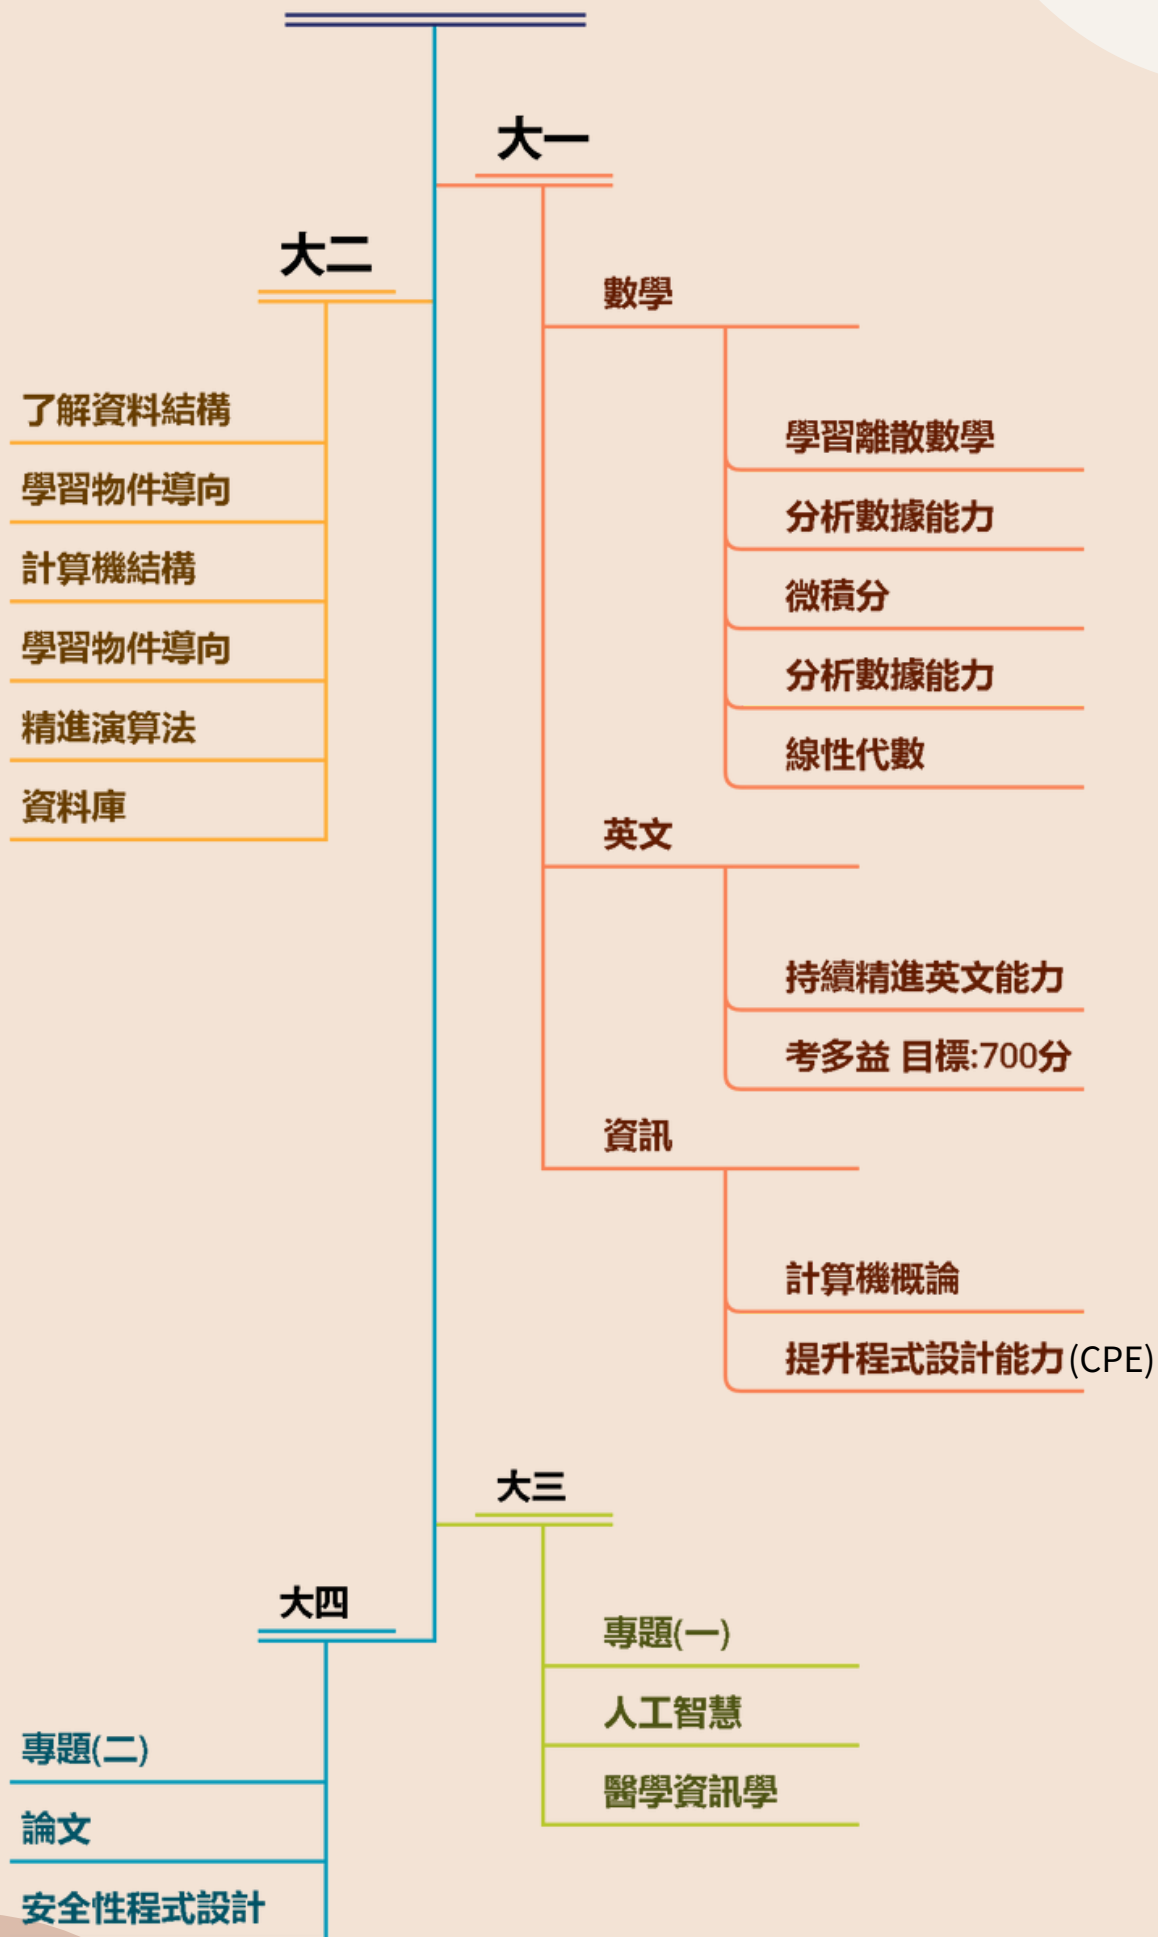 大一
數學
學習離散數學
分析數據能力
微積分
分析數據能力
線性代數
英文
持續精進英文能力
考多益 目標:700分
資訊
計算機概論
提升程式設計能力(CPE)
大二
了解資料結構
學習物件導向
計算機結構
學習物件導向
精進演算法
資料庫
大三
專題(一)
人工智慧
醫學資訊學
大四
專題(二)
論文
安全性程式設計